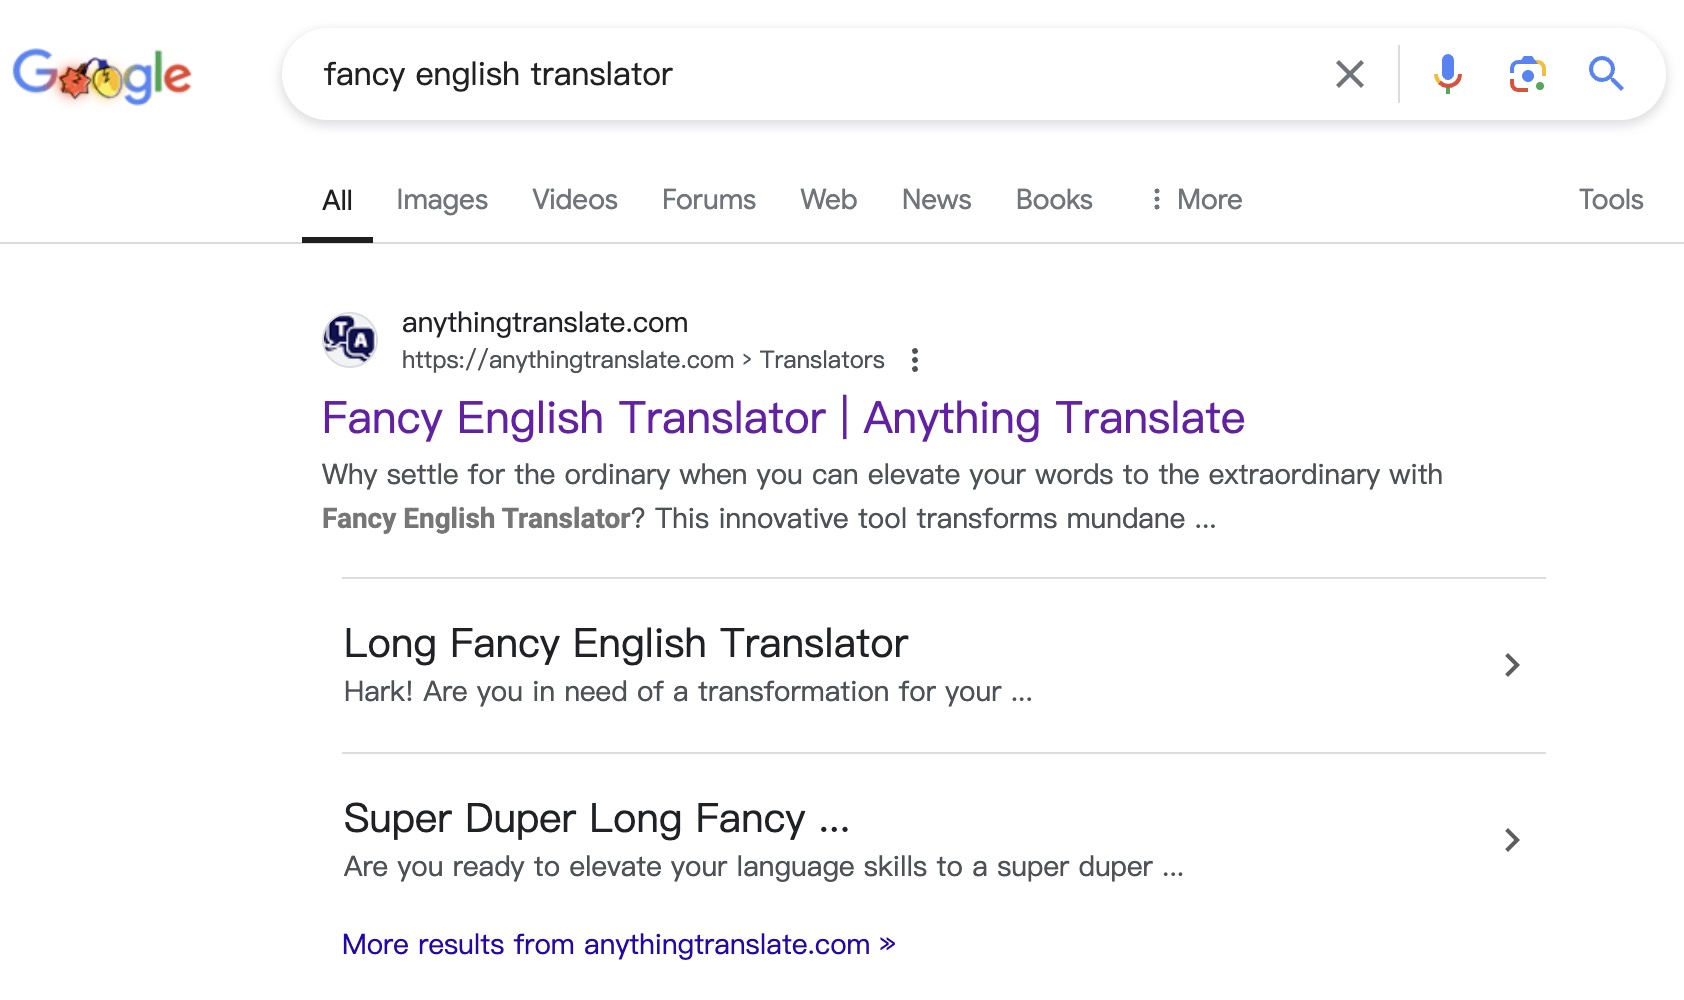 Google
fancy english translator
All Images Videos Forums Web News Books More Tools
TA
anythingtranslate.com
https://anythingtranslate.com › Translators
Fancy English Translator | Anything Translate
Why settle for the ordinary when you can elevate your words to the extraordinary with
Fancy English Translator? This innovative tool transforms mundane ...
Long Fancy English Translator
Hark! Are you in need of a transformation for your ...
Super Duper Long Fancy ...
Are you ready to elevate your language skills to a super duper ...
More results from anythingtranslate.com »